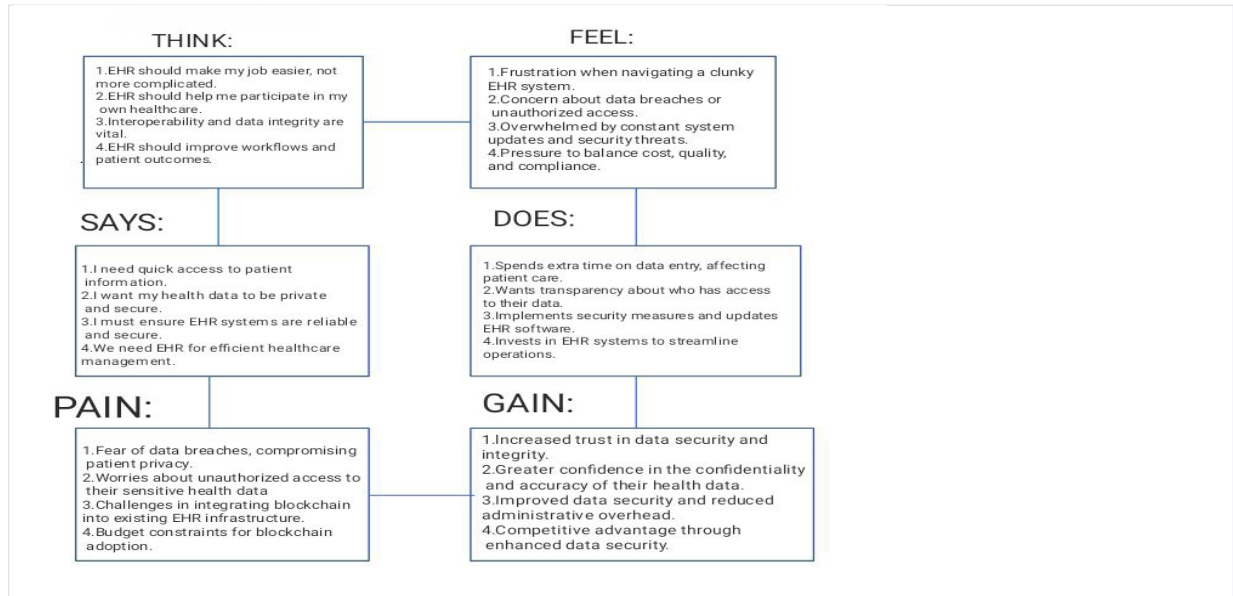 THINK:
1.EHR should make my job easier, not
more complicated.
2.EHR should help me participate in my
own healthcare.
3.Interoperability and data integrity are
vital.
4.EHR should improve workflows and
patient outcomes.
FEEL:
1.Frustration when navigating a clunky
EHR system.
2.Concern about data breaches or
unauthorized access.
3.Overwhelmed by constant system
updates and security threats.
4.Pressure to balance cost, quality,
and compliance.
SAYS:
1.I need quick access to patient
information.
2.I want my health data to be private
and secure.
3.I must ensure EHR systems are reliable
and secure.
4.We need EHR for efficient healthcare
management.
DOES:
1.Spends extra time on data entry, affecting
patient care.
2.Wants transparency about who has access
to their data.
3.Implements security measures and updates
EHR software.
4.Invests in EHR systems to streamline
operations.
PAIN:
1.Fear of data breaches, compromising
patient privacy.
2.Worries about unauthorized access to
their sensitive health data
3.Challenges in integrating blockchain
into existing EHR infrastructure.
4.Budget constraints for blockchain
adoption.
GAIN:
1.Increased trust in data security and
integrity.
2.Greater confidence in the confidentiality
and accuracy of their health data.
3.Improved data security and reduced
administrative overhead.
4.Competitive advantage through
enhanced data security.